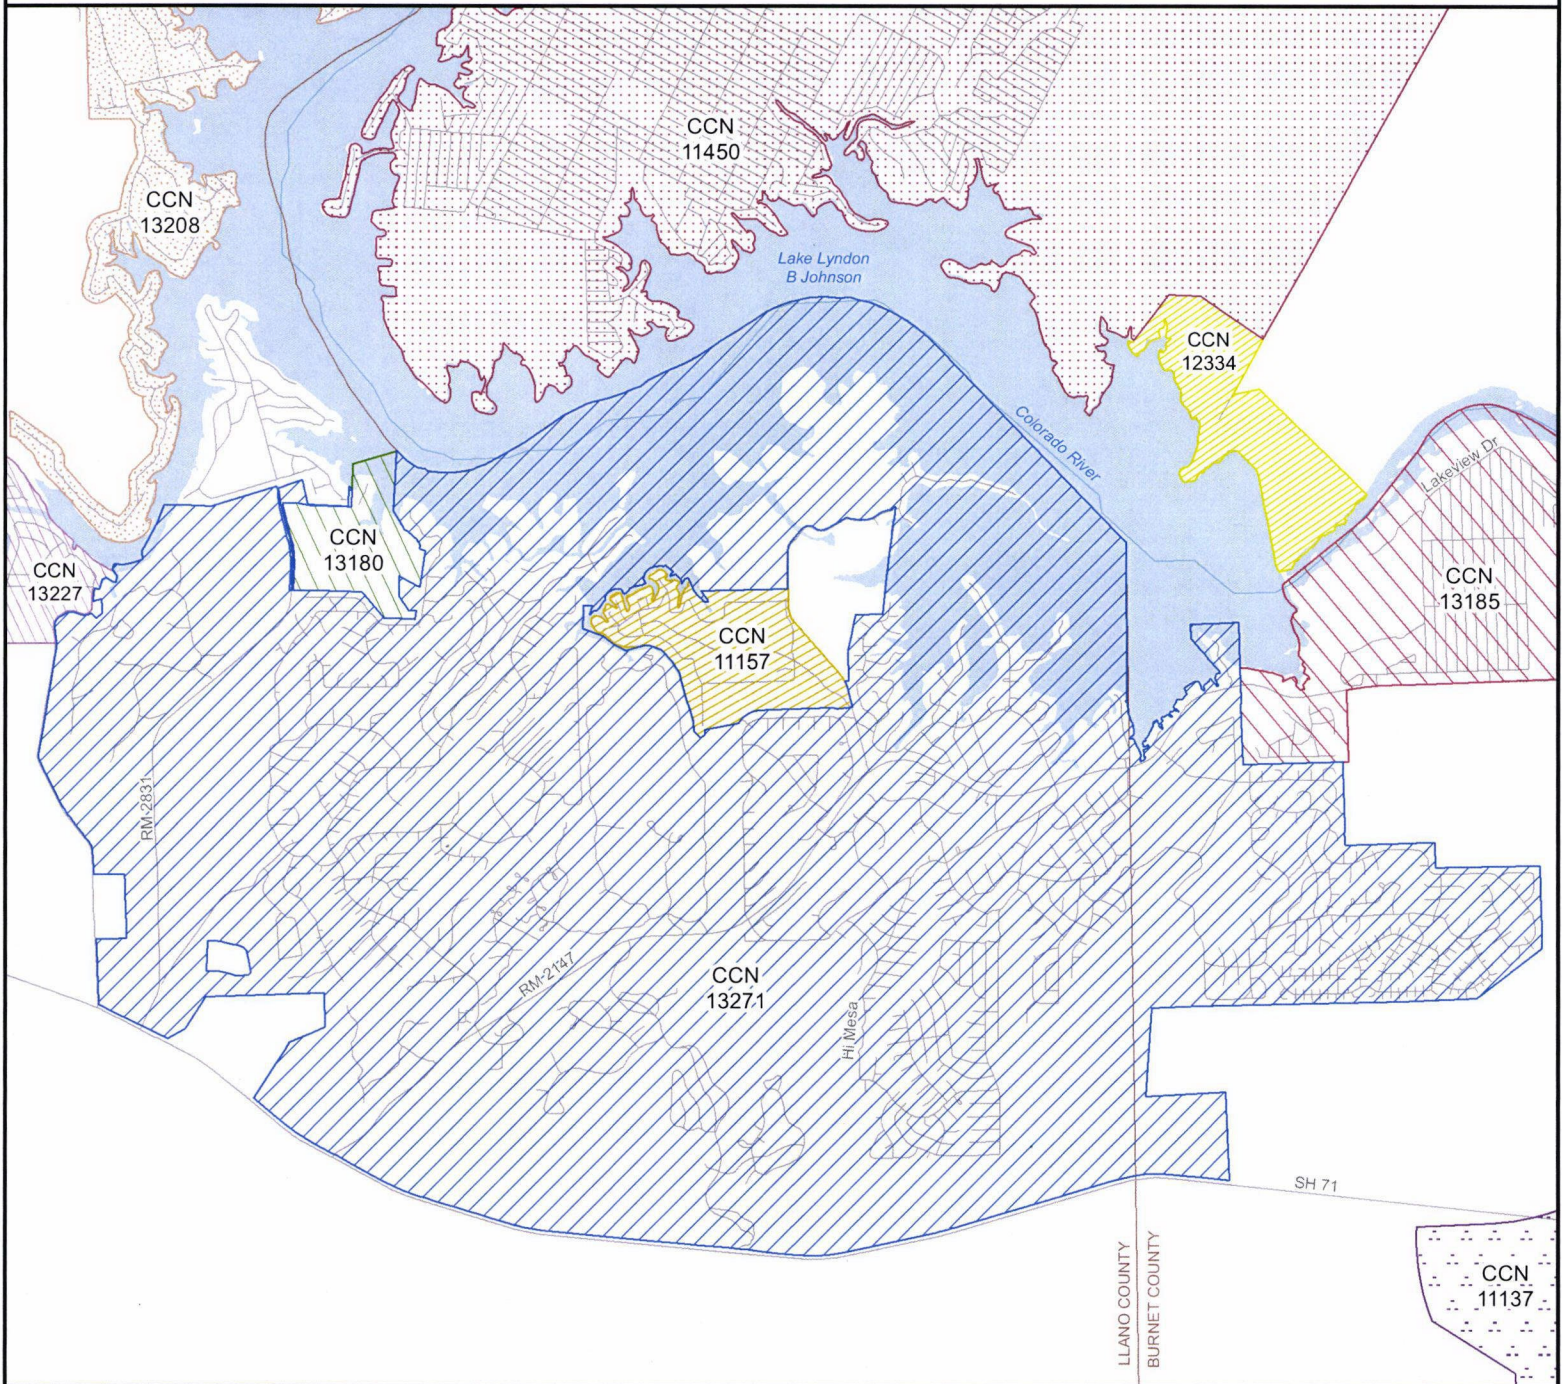 CCN
11450
CCN
13208
Lake Lyndon
B Johnson
CCN
12334
Colorado River
Lakeview Dr
CCN
13180
CCN
13227
CCN
13185
CCN
11157
RM-2831
RM-2147
CCN
13271
Hi Mesa
SH 71
LLANO COUNTY
BURNET COUNTY
CCN
11137